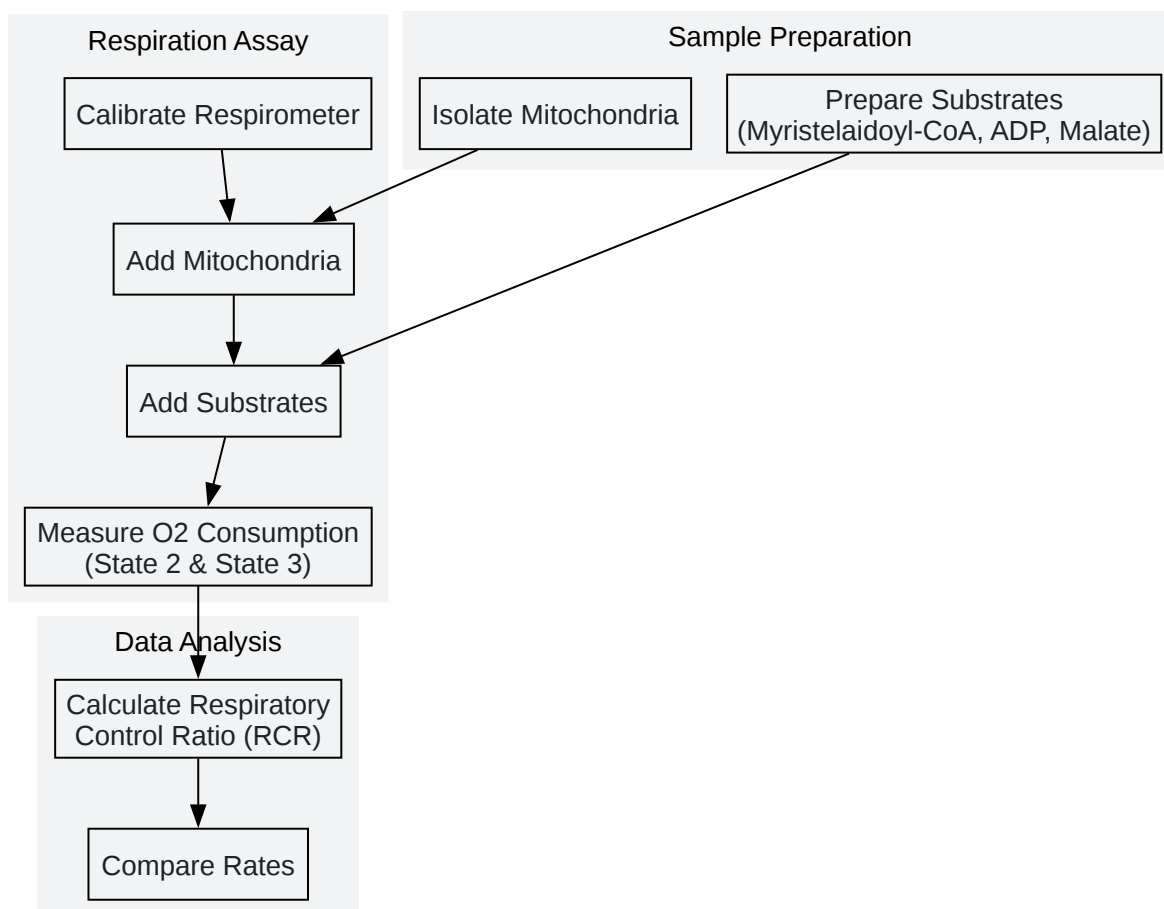 Respiration Assay
Sample Preparation
Calibrate Respirometer
Isolate Mitochondria
Prepare Substrates
(Myristelaidoyl-CoA, ADP, Malate)
Add Mitochondria
Add Substrates
Measure O2 Consumption
(State 2 & State 3)
Data Analysis
Calculate Respiratory
Control Ratio (RCR)
Compare Rates